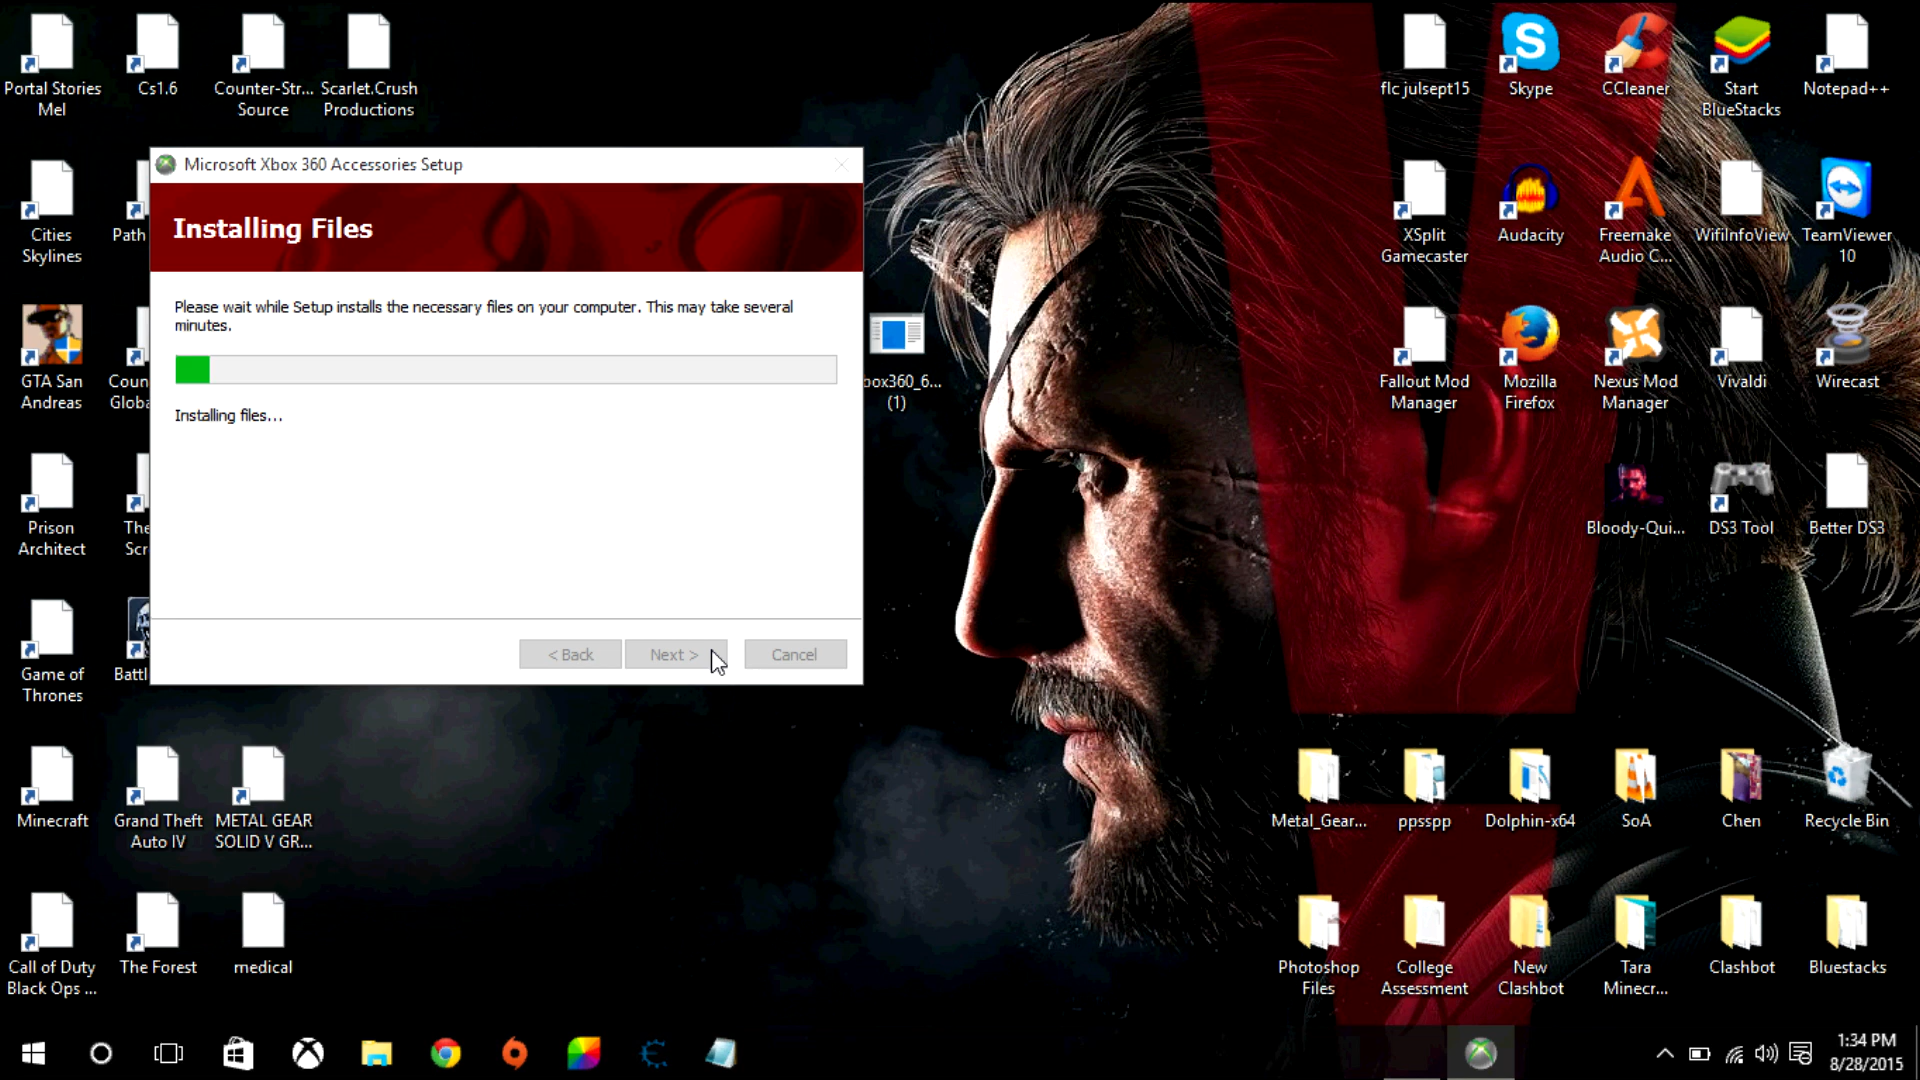 Portal Stories
Mel
Cs1.6
Counter-Str...
Source
Scarlet.Crush
Productions
flc julsept15
Skype
CCleaner
Start
BlueStacks
Notepad++
Microsoft Xbox 360 Accessories Setup
Installing Files
Please wait while Setup installs the necessary files on your computer. This may take several
minutes.
Installing files...
< Back
Next >
Cancel
Cities
Skylines
Path
XSplit
Gamecaster
Audacity
Freemake
Audio C...
WifiInfoView
TeamViewer
10
GTA San
Andreas
Coun
Globa
box360_6...
(1)
Fallout Mod
Manager
Mozilla
Firefox
Nexus Mod
Manager
Vivaldi
Wirecast
Prison
Architect
The
Scr
Bloody-Qui...
DS3 Tool
Better DS3
Game of
Thrones
Battl
Minecraft
Grand Theft
Auto IV
METAL GEAR
SOLID V GR...
Metal_Gear...
ppsspp
Dolphin-x64
SoA
Chen
Recycle Bin
Call of Duty
Black Ops ...
The Forest
medical
Photoshop
Files
College
Assessment
New
Clashbot
Tara
Minecr...
Clashbot
Bluestacks
1:34 PM
8/28/2015